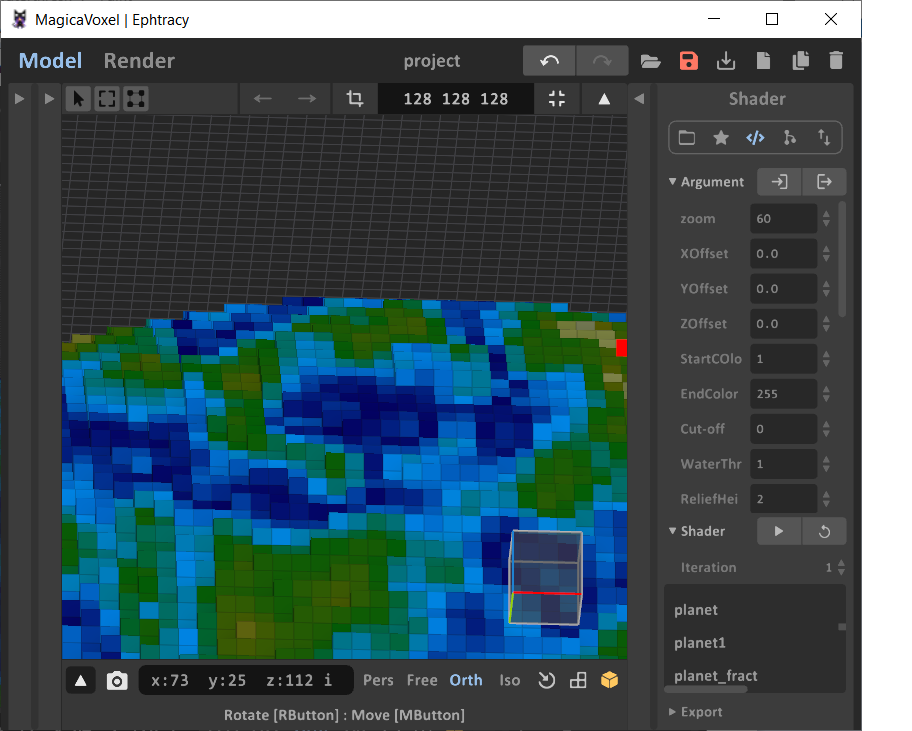 MagicaVoxel | Ephtracy
Model Render project
128 128 128
Shader
Argument
zoom 60
XOffset 0.0
YOffset 0.0
ZOffset 0.0
StartCOlo 1
EndColor 255
Cut-off 0
WaterThr 1
ReliefHei 2
Shader
Iteration 1
planet
planet1
planet_fract
x:73 y:25 z:112 i Pers Free Orth Iso
Export
Rotate [RButton] : Move [MButton]